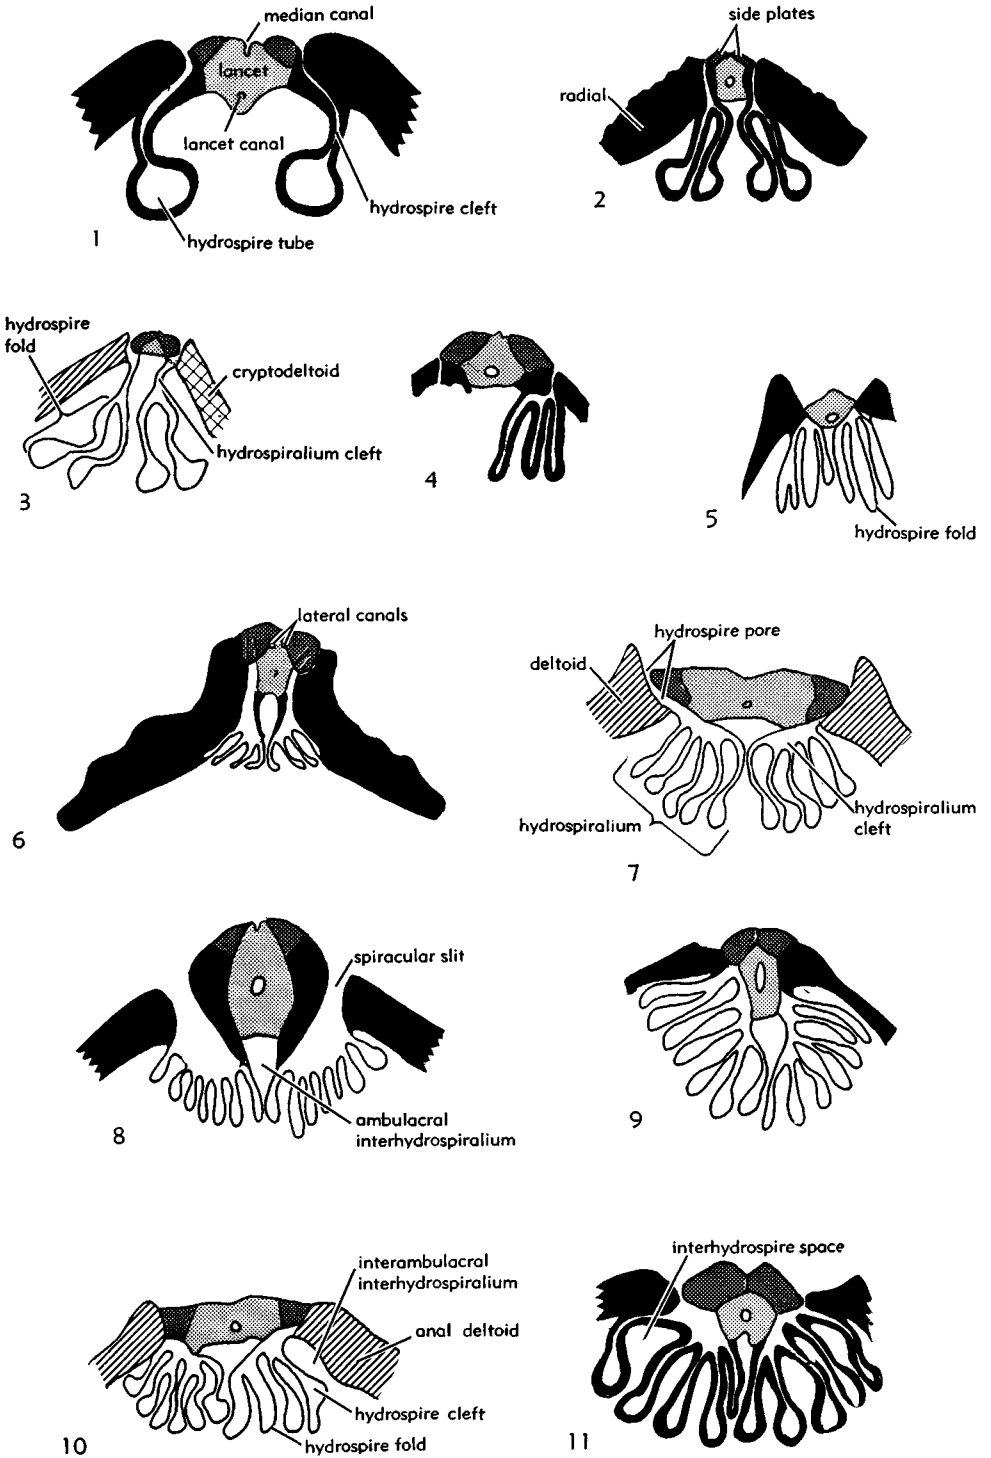 median canal
lancet
lancet canal
hydrospire cleft
hydrospire tube
1
side plates
radial
2
hydrospire
fold
cryptodeltoid
hydrospiralium cleft
3
4
5
hydrospire fold
lateral canals
6
hydrospire pore
deltoid
hydrospiralium
hydrospiralium
cleft
7
spiracular slit
ambulacral
interhydrospiralium
8
9
interambulacral
interhydrospiralium
anal deltoid
hydrospire cleft
hydrospire fold
10
interhydrospire space
11